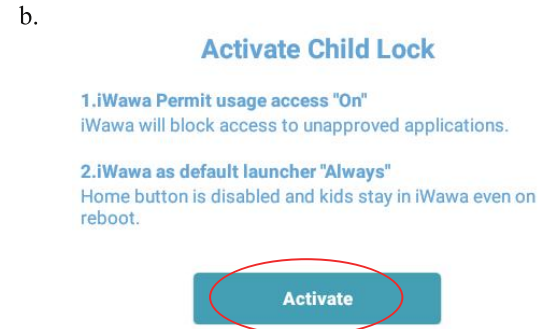 b.
Activate Child Lock
1.iWawa Permit usage access "On"
iWawa will block access to unapproved applications.
2.iWawa as default launcher "Always"
Home button is disabled and kids stay in iWawa even on
reboot.
Activate